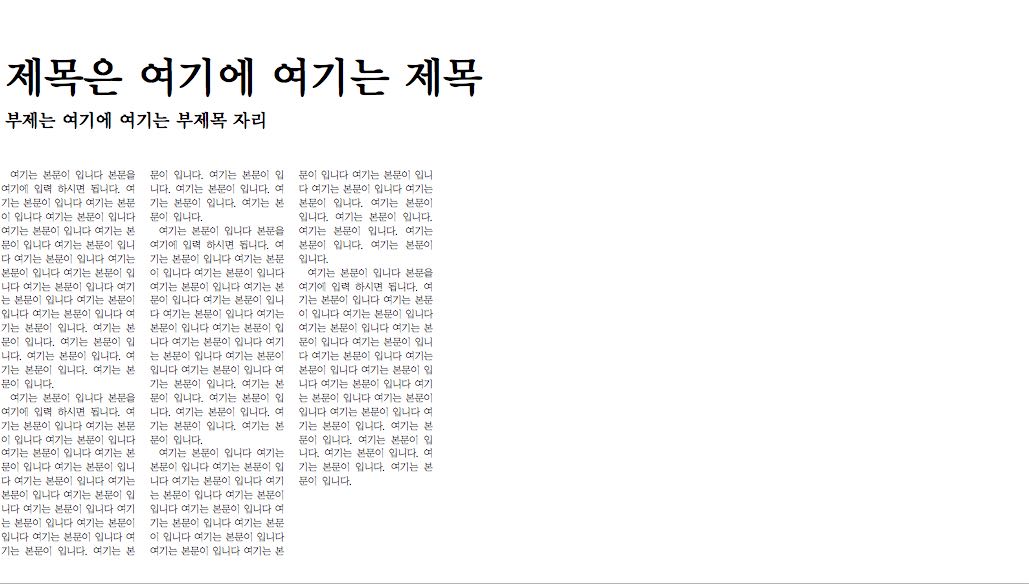 제목은 여기에 여기는 제목
부제는 여기에 여기는 부제목 자리
여기는 본문이 입니다 본문을
여기에 입력 하시면 됩니다. 여
기는 본문이 입니다 여기는 본문
이 입니다 여기는 본문이 입니다
여기는 본문이 입니다 여기는 본
문이 입니다 여기는 본문이 입니
다 여기는 본문이 입니다 여기는
본문이 입니다 여기는 본문이 입
니다 여기는 본문이 입니다 여기
는 본문이 입니다 여기는 본문이
입니다 여기는 본문이 입니다 여
기는 본문이 입니다. 여기는 본
문이 입니다. 여기는 본문이 입
니다. 여기는 본문이 입니다. 여
기는 본문이 입니다. 여기는 본
문이 입니다.
여기는 본문이 입니다 본문을
여기에 입력 하시면 됩니다. 여
기는 본문이 입니다 여기는 본문
이 입니다 여기는 본문이 입니다
여기는 본문이 입니다 여기는 본
문이 입니다 여기는 본문이 입니
다 여기는 본문이 입니다 여기는
본문이 입니다 여기는 본문이 입
니다 여기는 본문이 입니다 여기
는 본문이 입니다 여기는 본문이
입니다 여기는 본문이 입니다 여
기는 본문이 입니다. 여기는 본
문이 입니다. 여기는 본문이 입
니다. 여기는 본문이 입니다. 여
기는 본문이 입니다. 여기는 본
문이 입니다.
여기는 본문이 입니다 본문을
여기에 입력 하시면 됩니다. 여
기는 본문이 입니다 여기는 본문
이 입니다 여기는 본문이 입니다
여기는 본문이 입니다 여기는 본
문이 입니다 여기는 본문이 입니
다 여기는 본문이 입니다 여기는
본문이 입니다 여기는 본문이 입
니다 여기는 본문이 입니다 여기
는 본문이 입니다 여기는 본문이
입니다 여기는 본문이 입니다 여
기는 본문이 입니다. 여기는 본
문이 입니다. 여기는 본문이 입
니다. 여기는 본문이 입니다. 여
기는 본문이 입니다. 여기는 본
문이 입니다.
여기는 본문이 입니다 여기는
본문이 입니다 여기는 본문이 입
니다 여기는 본문이 입니다 여기
는 본문이 입니다 여기는 본문이
입니다 여기는 본문이 입니다 여
기는 본문이 입니다 여기는 본문
이 입니다 여기는 본문이 입니다
여기는 본문이 입니다 여기는 본
문이 입니다 여기는 본문이 입니
다 여기는 본문이 입니다 여기는
본문이 입니다. 여기는 본문이
입니다. 여기는 본문이 입니다.
여기는 본문이 입니다. 여기는
본문이 입니다. 여기는 본문이
입니다.
여기는 본문이 입니다 본문을
여기에 입력 하시면 됩니다. 여
기는 본문이 입니다 여기는 본문
이 입니다 여기는 본문이 입니다
여기는 본문이 입니다 여기는 본
문이 입니다 여기는 본문이 입니
다 여기는 본문이 입니다 여기는
본문이 입니다 여기는 본문이 입
니다 여기는 본문이 입니다 여기
는 본문이 입니다 여기는 본문이
입니다 여기는 본문이 입니다 여
기는 본문이 입니다. 여기는 본
문이 입니다. 여기는 본문이 입
니다. 여기는 본문이 입니다. 여
기는 본문이 입니다. 여기는 본
문이 입니다.